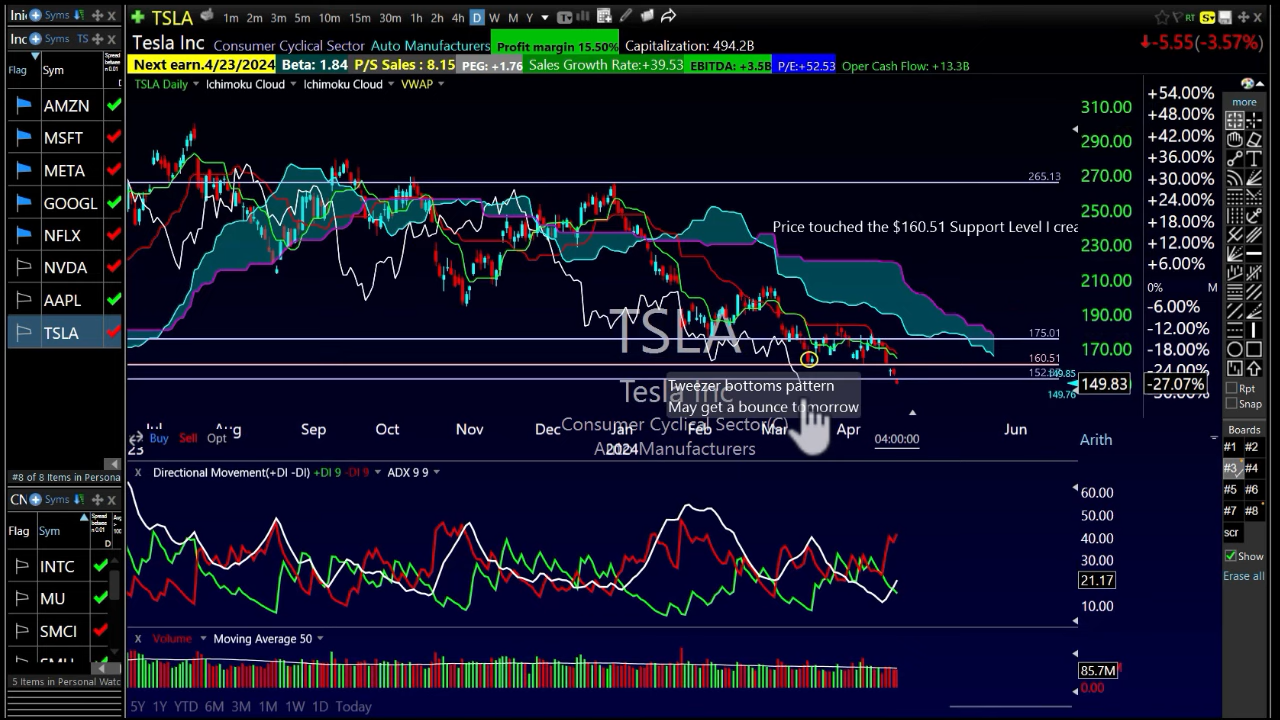 TSLA 1m 2m 3m 5m 10m 15m 30m 1h 2h 4h D W M Y
Tesla Inc Consumer Cyclical Sector Auto Manufacturers Profit margin 15.50% Capitalization: 494.2B
-5.55(-3.57%)
Next earn.4/23/2024 Beta: 1.84 P/S Sales : 8.15 PEG: +1.76 Sales Growth Rate:+39.53 EBITDA: +3.5B P/E:+52.53 Oper Cash Flow: +13.3B
TSLA Daily Ichimoku Cloud Ichimoku Cloud VWAP
Syms
Syms TS
Flag Sym
AMZN
MSFT
META
GOOGL
NFLX
NVDA
AAPL
TSLA
#8 of 8 Items in Persona
Syms
Flag Sym
INTC
MU
SMCI
5 Items in Personal Watc
265.13
Price touched the $160.51 Support Level I crea
175.01
160.51
TSLA
Tesla Inc
Consumer Cyclical Sector(C)
Tweezer bottoms pattern
May get a bounce tomorrow
149.85
149.76
310.00
290.00
270.00
250.00
230.00
210.00
190.00
170.00
149.83
+54.00%
+48.00%
+42.00%
+36.00%
+30.00%
+24.00%
+18.00%
+12.00%
+6.00%
0% M
-6.00%
-12.00%
-18.00%
-24.00%
-27.07%
Aug Sep Oct Nov Dec 2024 Feb Mar Apr Jun
Buy Sell Opt
04:00:00
Arith
Directional Movement(+DI -DI) +DI 9 -DI 9 ADX 9 9
60.00
50.00
40.00
30.00
21.17
10.00
Volume Moving Average 50
85.7M
0.00
5Y 1Y YTD 6M 3M 1M 1W 1D Today
more
Rpt
Snap
Boards
#1 #2
#3 #4
#5 #6
#7 #8
scr
Show
Erase all